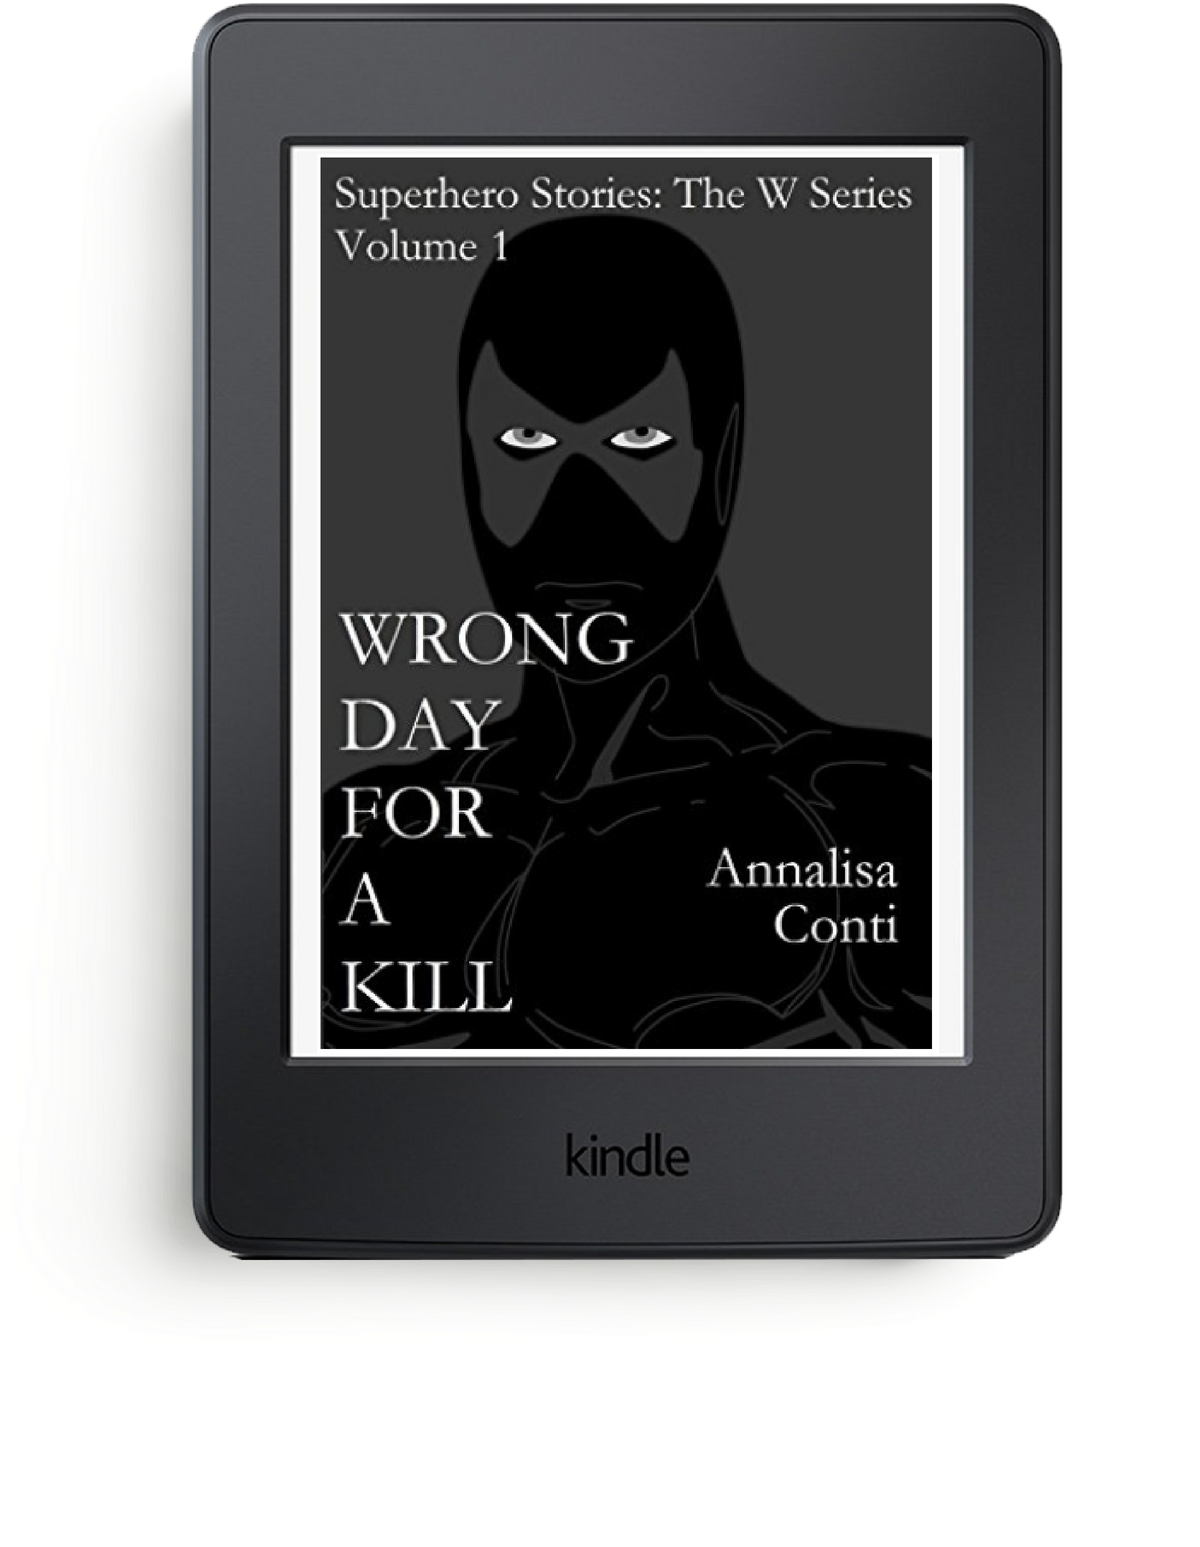 Superhero Stories: The W Series
Volume 1
WRONG
DAY
FOR
A
KILL
Annalisa
Conti
kindle